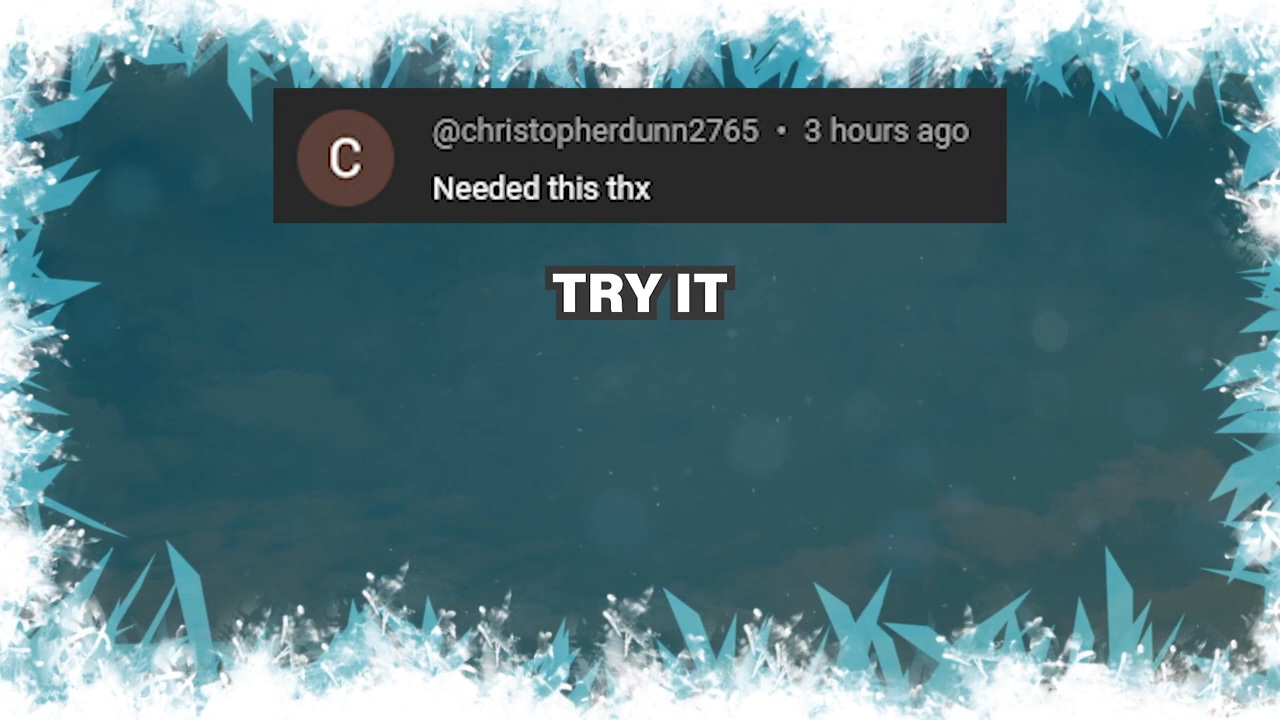 C
@christopherdunn2765 • 3 hours ago
Needed this thx
TRY IT